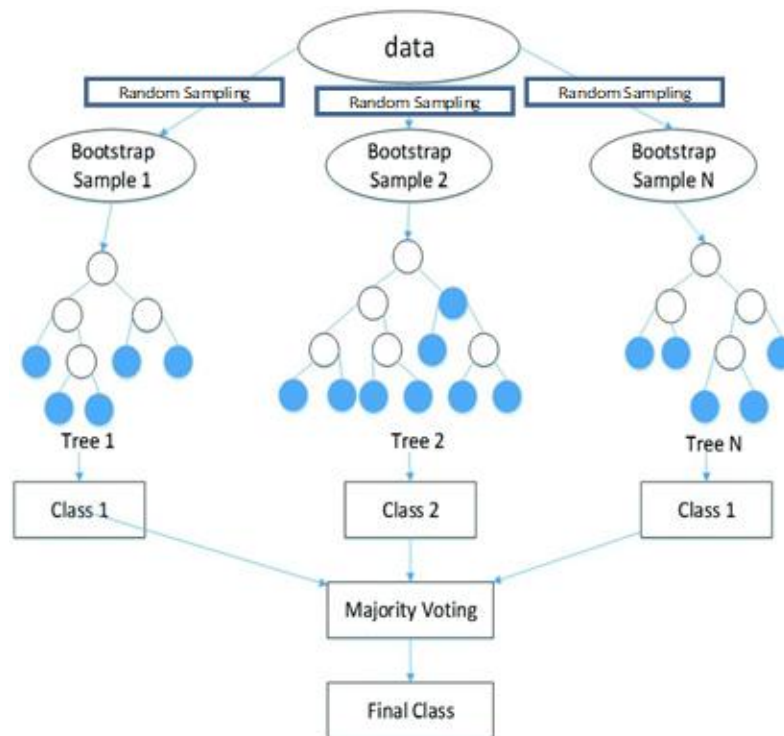 data
Random Sampling
Random Sampling
Random Sampling
Bootstrap
Sample 1
Bootstrap
Sample 2
Bootstrap
Sample N
Tree 1
Tree 2
Tree N
Class 1
Class 2
Class 1
Majority Voting
Final Class